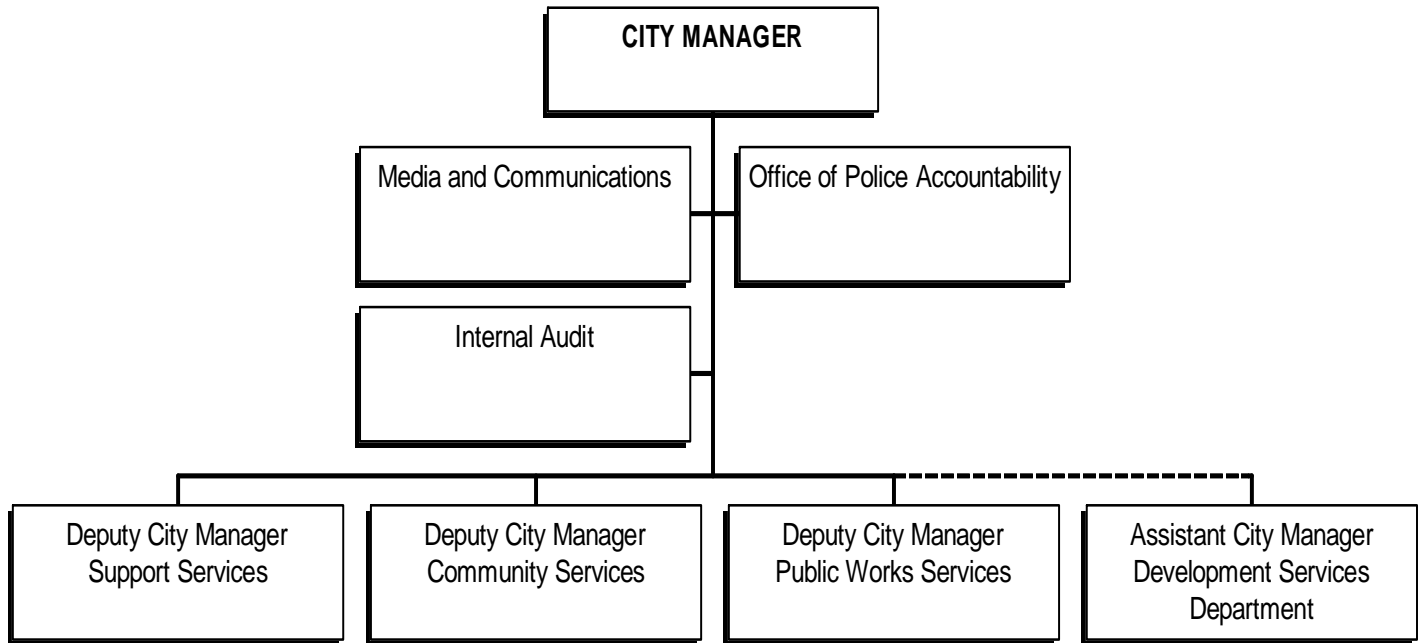 CITY MANAGER
Media and Communications
Office of Police Accountability
Internal Audit
Deputy City Manager
Support Services
Deputy City Manager
Community Services
Deputy City Manager
Public Works Services
Assistant City Manager
Development Services
Department